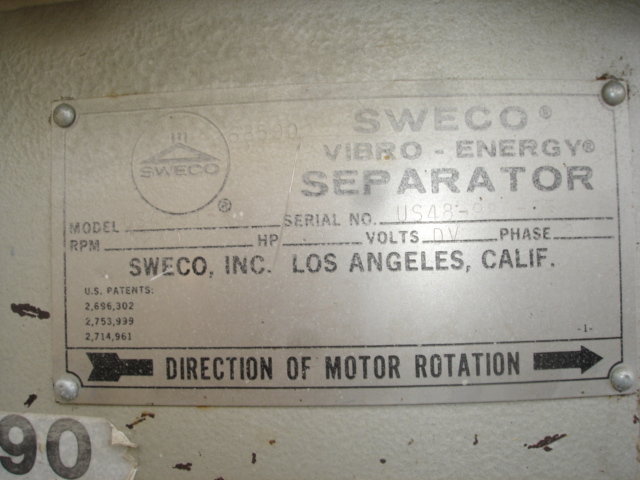 SWECO
®
SWECO®
VIBRO - ENERGY®
SEPARATOR
MODEL SERIAL NO.
RPM HP VOLTS PHASE
SWECO, INC. LOS ANGELES, CALIF.
U.S. PATENTS:
2,696,302
2,753,999
2,714,961
-1-
DIRECTION OF MOTOR ROTATION
90